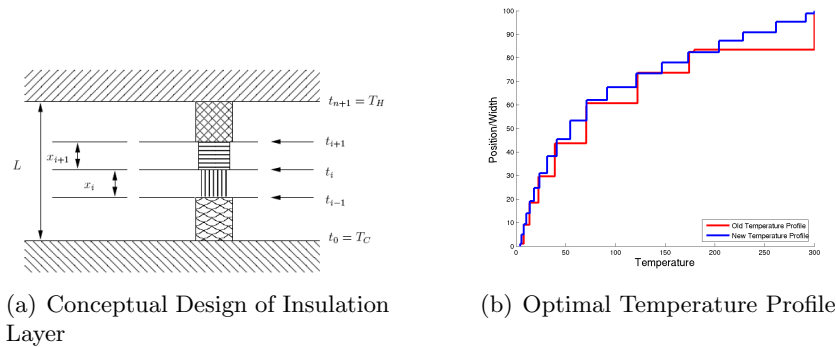 t_{n+1} = T_H
t_{i+1}
x_{i+1}
L
t_i
x_i
t_{i-1}
t_0 = T_C
(a) Conceptual Design of Insulation
Layer
100
90
80
70
60
50
40
30
20
10
0
Position/Width
0 50 100 150 200 250 300
Temperature
Old Temperature Profile
New Temperature Profile
(b) Optimal Temperature Profile